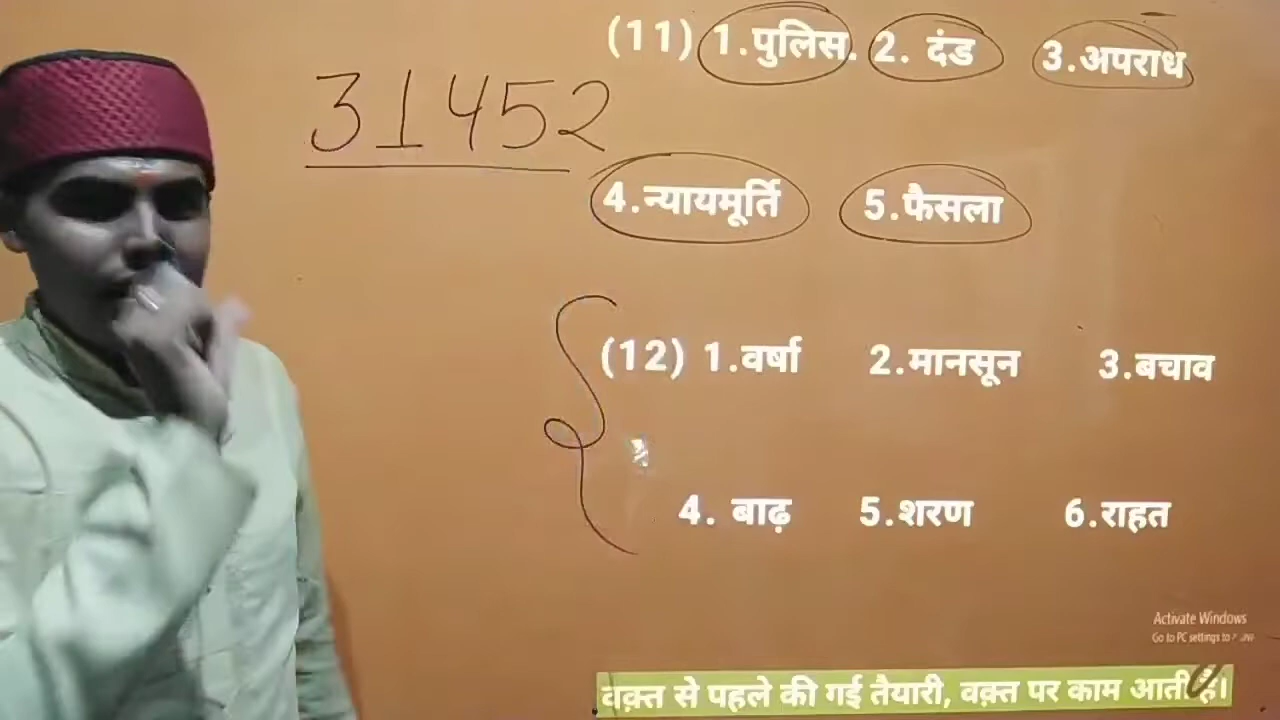 (11) 1.पुलिस. 2. दंड 3.अपराध
31452
4.न्यायमूर्ति 5.फैसला
(12) 1.वर्षा 2.मानसून 3.बचाव
4. बाढ़ 5.शरण 6.राहत
Activate Windows
Go to PC settings to
वक़्त से पहले की गई तैयारी, वक़्त पर काम आती है।